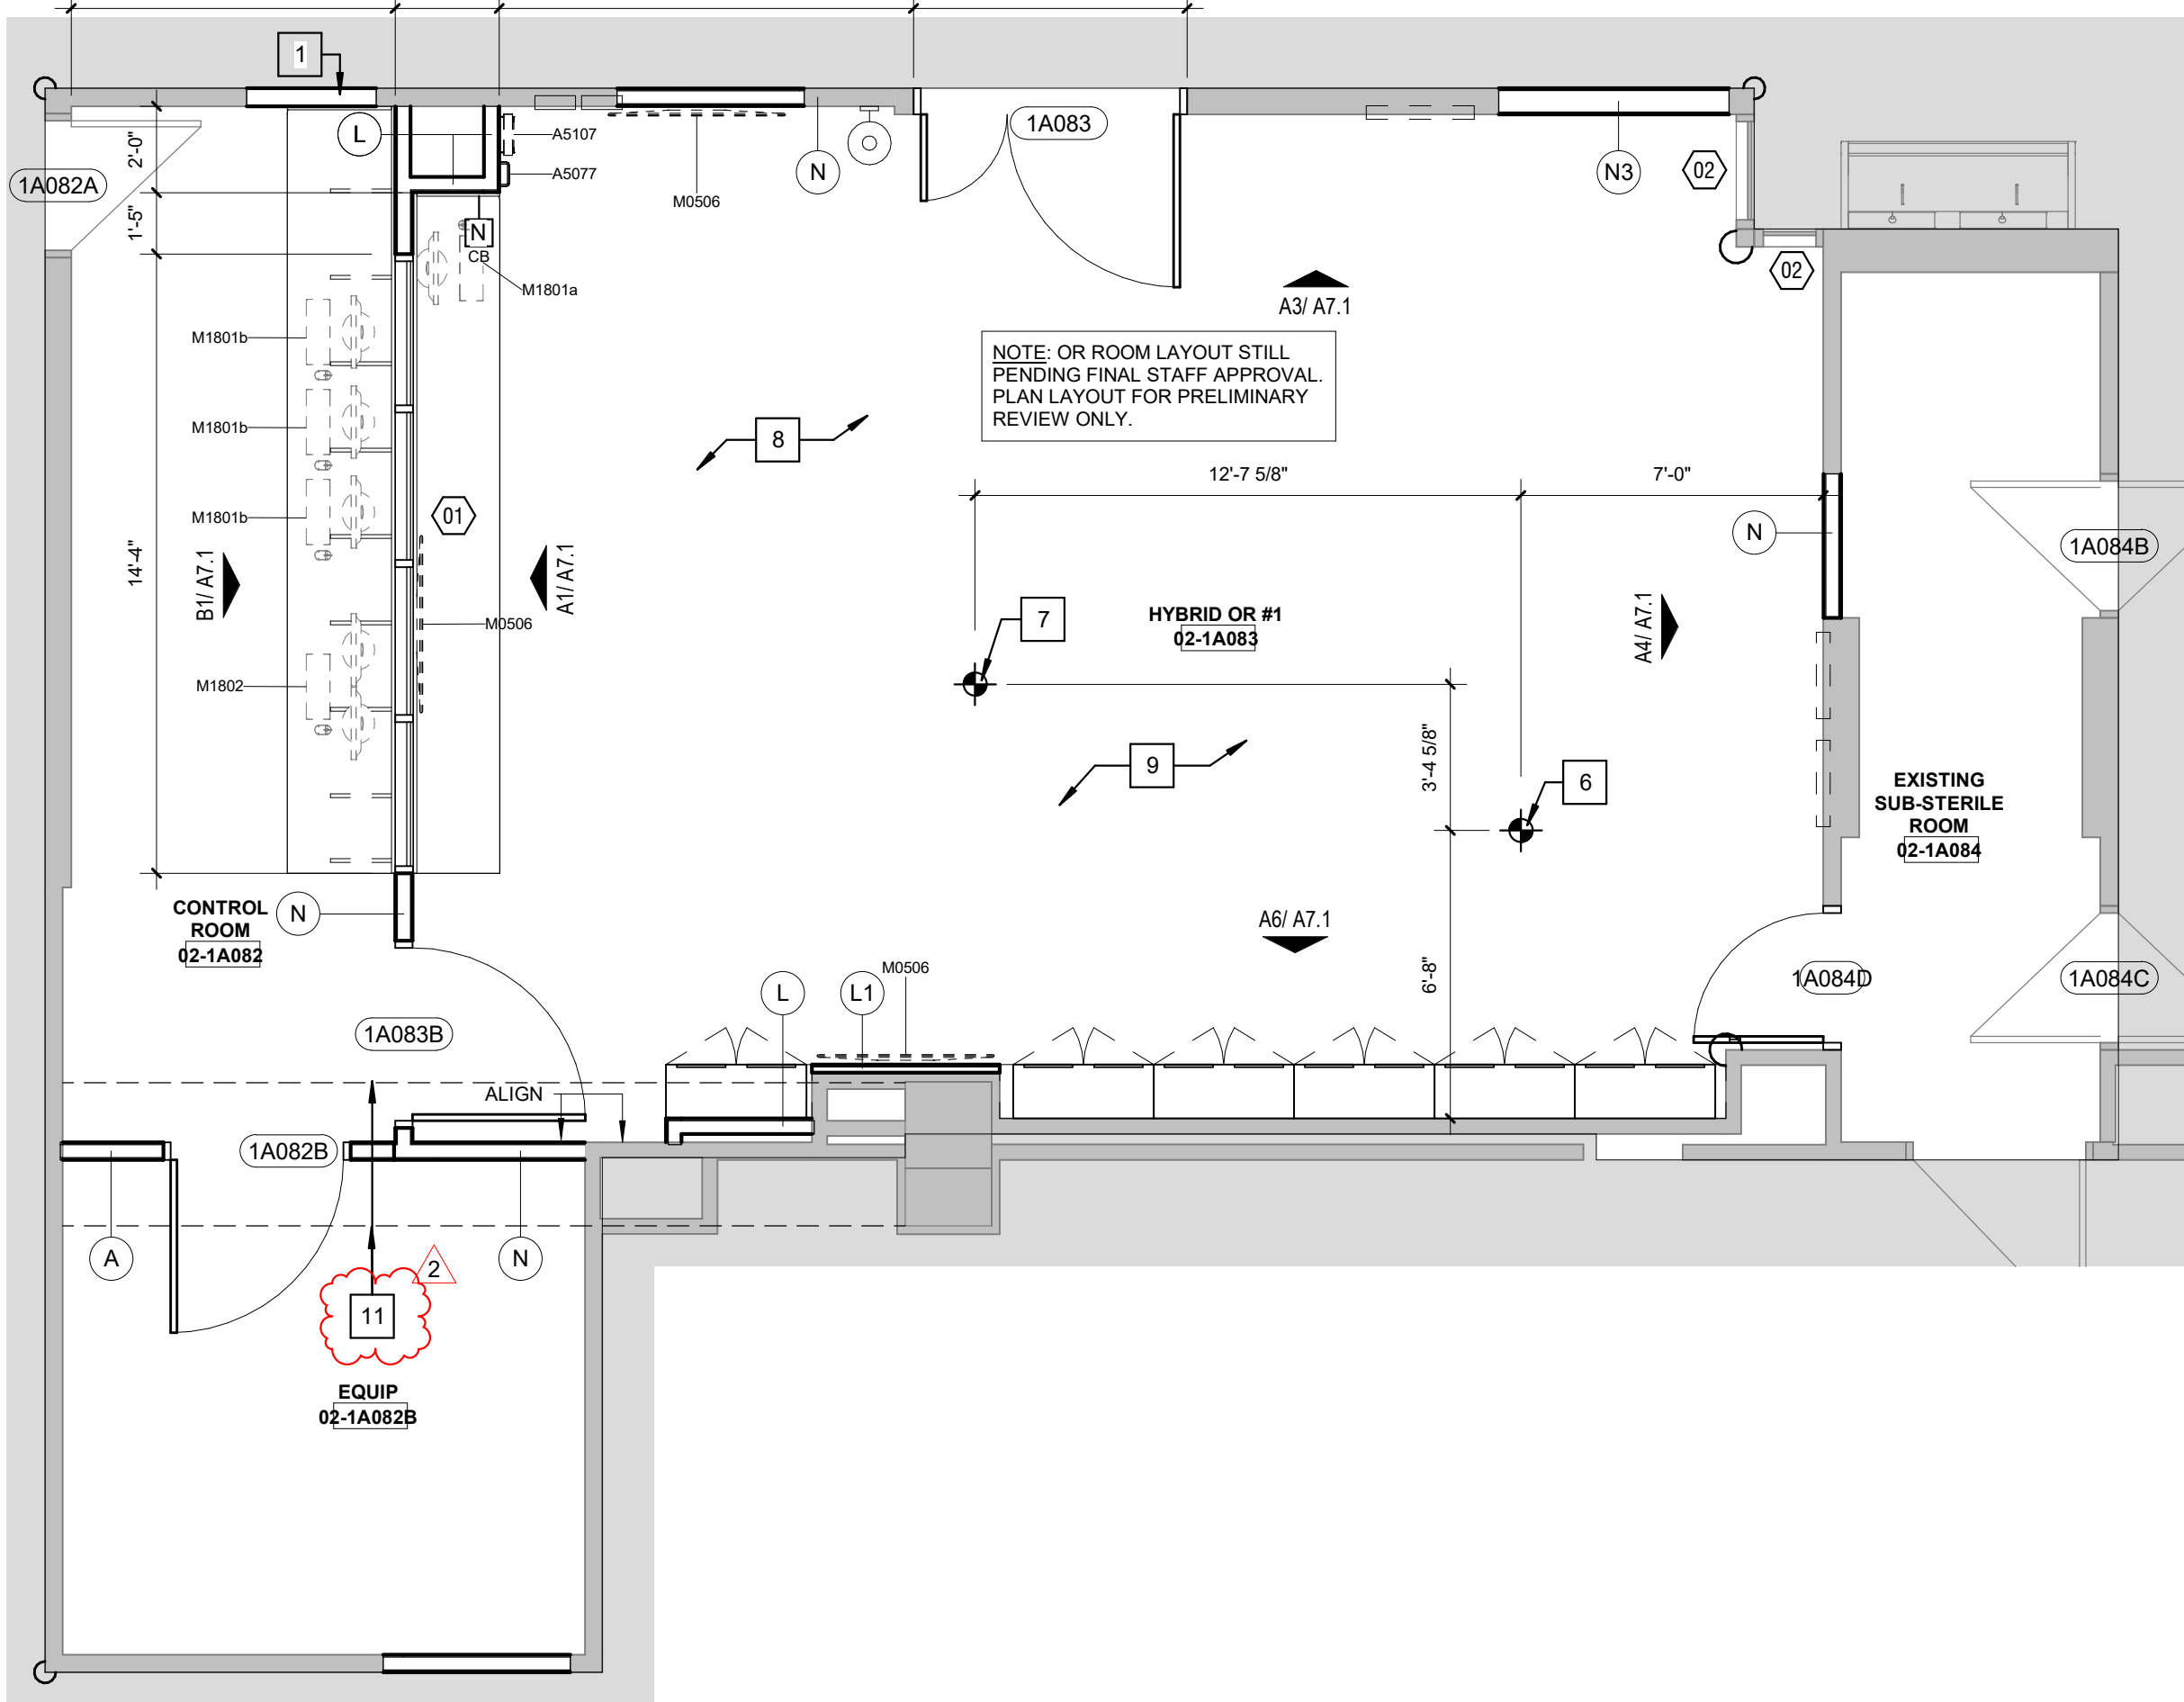 1
1A082A
2'-0"
1'-5"
14'-4"
L
A5107
A5077
M0506
N
1A083
N3
02
02
N
CB
M1801a
M1801b
M1801b
M1801b
M1802
01
B1/ A7.1
A1/ A7.1
M0506
A3/ A7.1
NOTE: OR ROOM LAYOUT STILL
PENDING FINAL STAFF APPROVAL.
PLAN LAYOUT FOR PRELIMINARY
REVIEW ONLY.
8
12'-7 5/8"
7'-0"
N
1A084B
7
HYBRID OR #1
02-1A083
A4/ A7.1
9
3'-4 5/8"
6
EXISTING
SUB-STERILE
ROOM
02-1A084
CONTROL
ROOM
02-1A082
N
A6/ A7.1
6'-8"
1A084D
1A084C
L
L1
M0506
1A083B
ALIGN
1A082B
A
N
2
11
EQUIP
02-1A082B